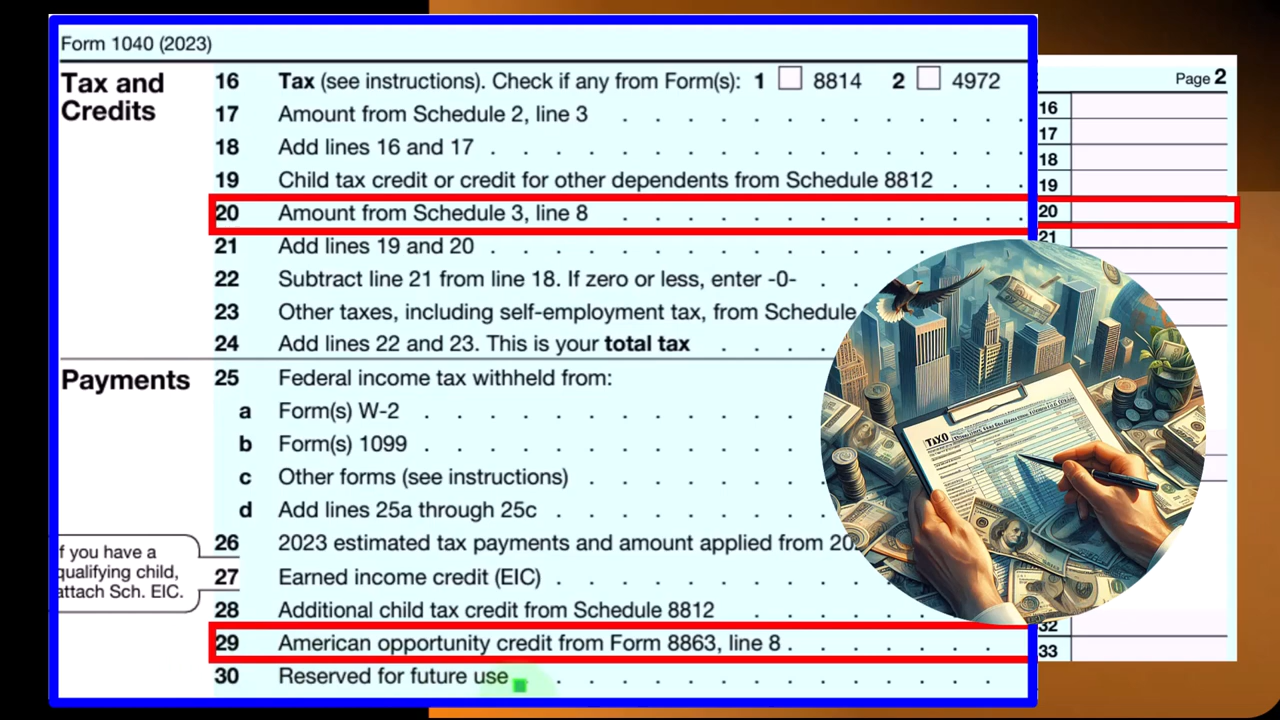 Form 1040 (2023)
Page 2
Tax and Credits
16 Tax (see instructions). Check if any from Form(s): 1 8814 2 4972
16
17 Amount from Schedule 2, line 3 . . . . . . . . . . . . .
17
18 Add lines 16 and 17 . . . . . . . . . . . . . . . . .
18
19 Child tax credit or credit for other dependents from Schedule 8812 . . .
19
20 Amount from Schedule 3, line 8 . . . . . . . . . . . . .
20
21 Add lines 19 and 20 . . . . . . . . . . . . . . . . .
21
22 Subtract line 21 from line 18. If zero or less, enter -0- . .
23 Other taxes, including self-employment tax, from Schedule
24 Add lines 22 and 23. This is your total tax . . . .
Payments
25 Federal income tax withheld from:
a Form(s) W-2 . . . . . . . . . . . .
b Form(s) 1099 . . . . . . . . . . . .
c Other forms (see instructions) . . . . . . .
d Add lines 25a through 25c . . . . . . . .
If you have a
qualifying child,
attach Sch. EIC.
26 2023 estimated tax payments and amount applied from
27 Earned income credit (EIC) . . . . . . . .
28 Additional child tax credit from Schedule 8812 . . . .
29 American opportunity credit from Form 8863, line 8 . . . . . . .
30 Reserved for future use . . . . . . . . . . . . . . .
32
33
TAXO